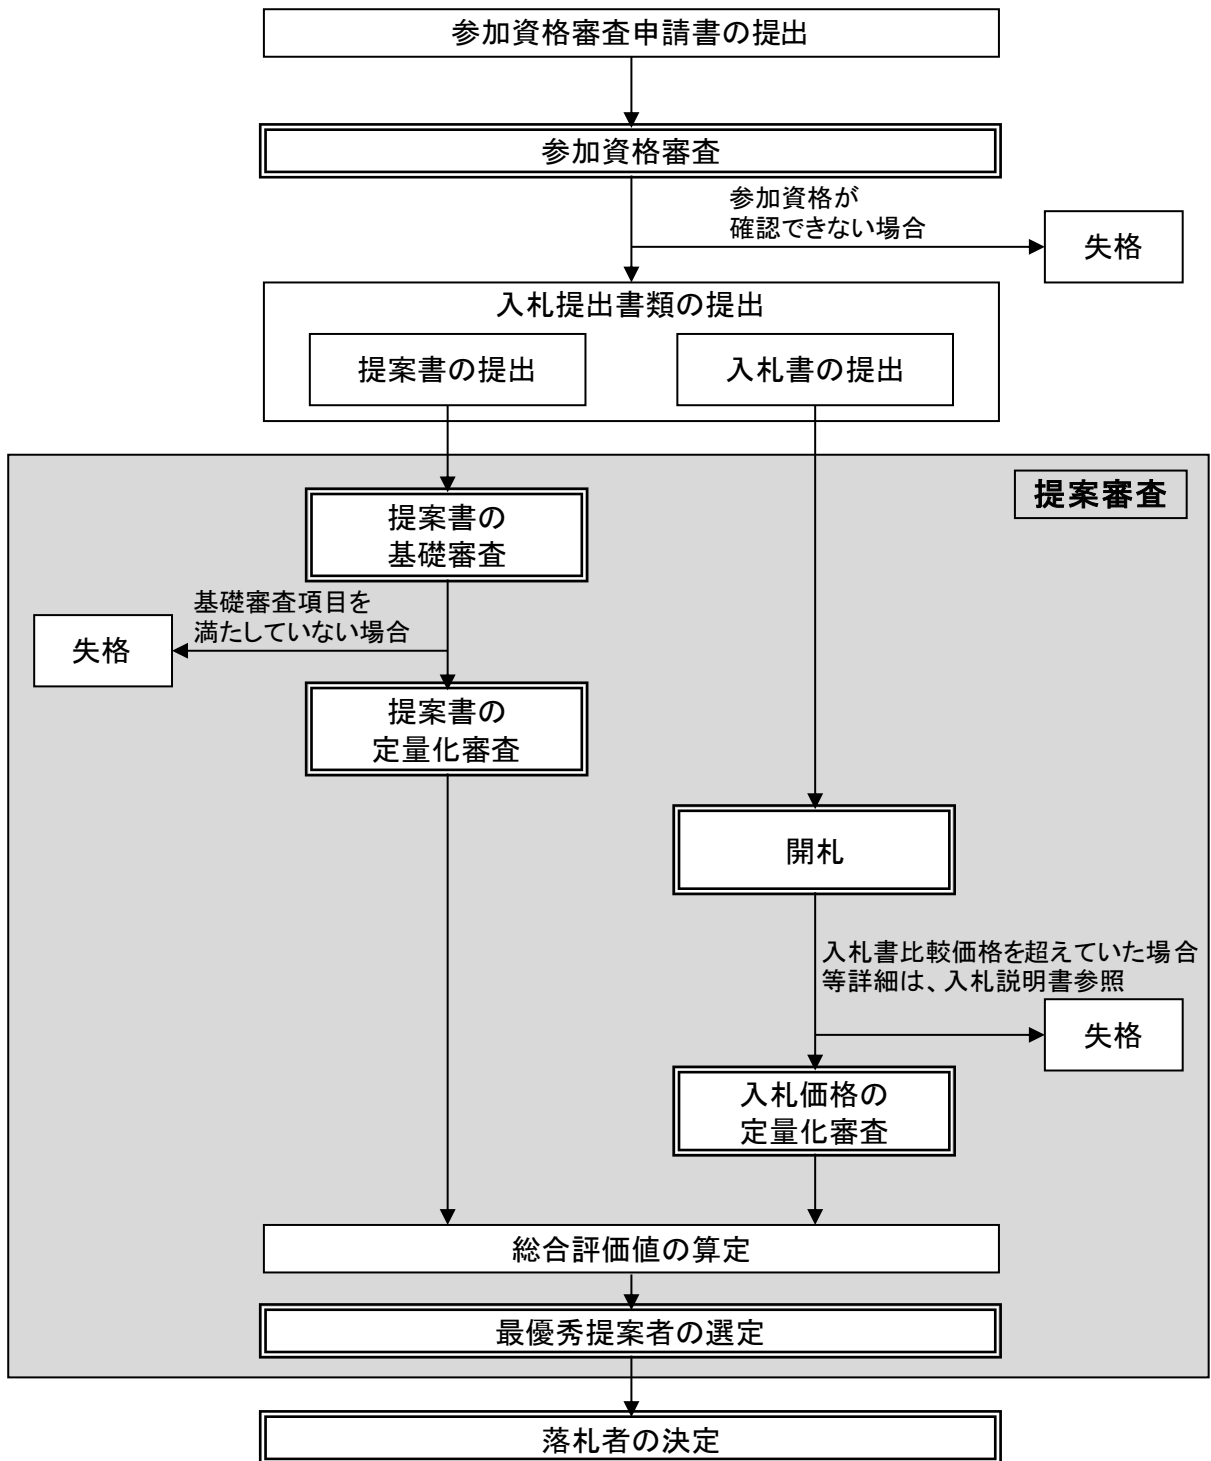 参加資格審査申請書の提出
参加資格審査
参加資格が
確認できない場合
失格
入札提出書類の提出
提案書の提出
入札書の提出
提案審査
提案書の
基礎審査
基礎審査項目を
満たしていない場合
失格
提案書の
定量化審査
開札
入札書比較価格を超えていた場合
等詳細は、入札説明書参照
失格
入札価格の
定量化審査
総合評価値の算定
最優秀提案者の選定
落札者の決定